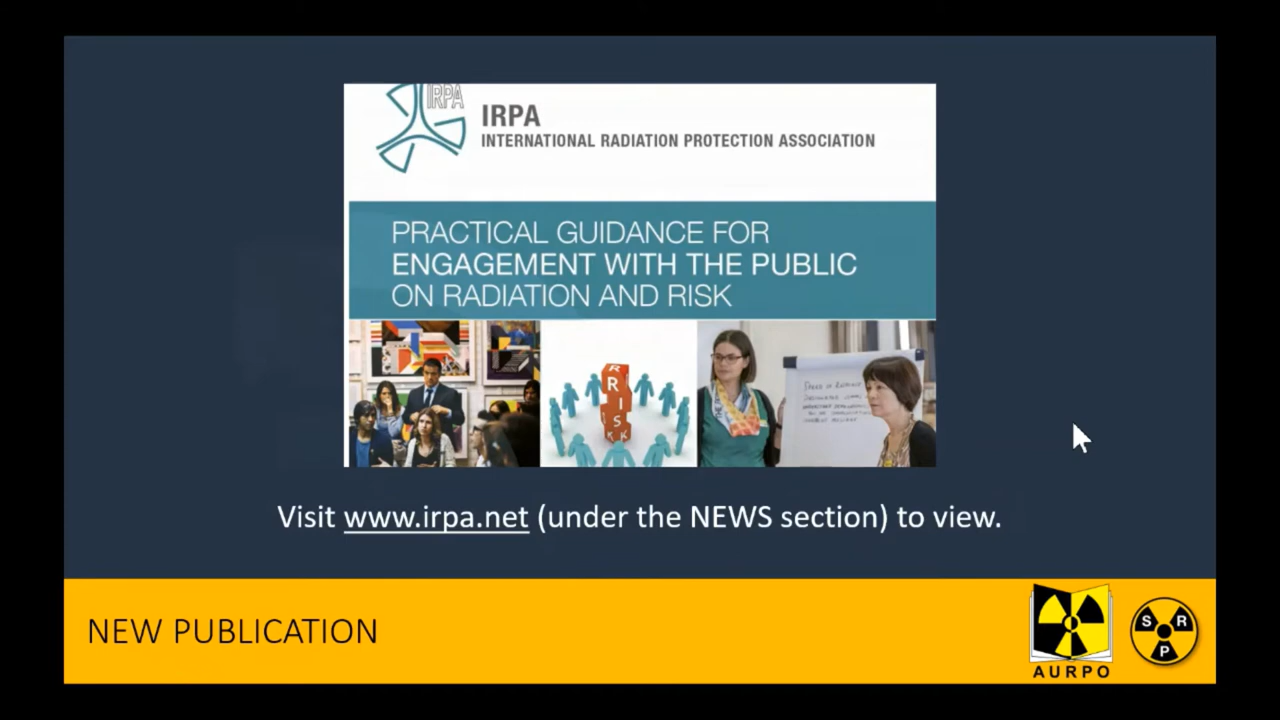 IRPA
IRPA
INTERNATIONAL RADIATION PROTECTION ASSOCIATION
PRACTICAL GUIDANCE FOR
ENGAGEMENT WITH THE PUBLIC
ON RADIATION AND RISK
R
R
I
S
K
Visit www.irpa.net (under the NEWS section) to view.
NEW PUBLICATION
AURPO
S R
P